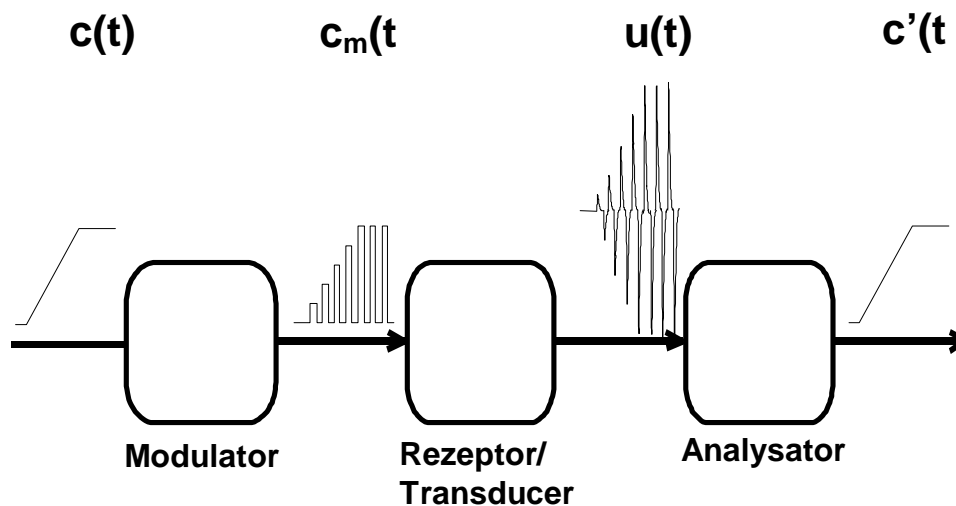 c(t) cₘ(t u(t) c’(t
Modulator Rezeptor/ Analysator
Transducer